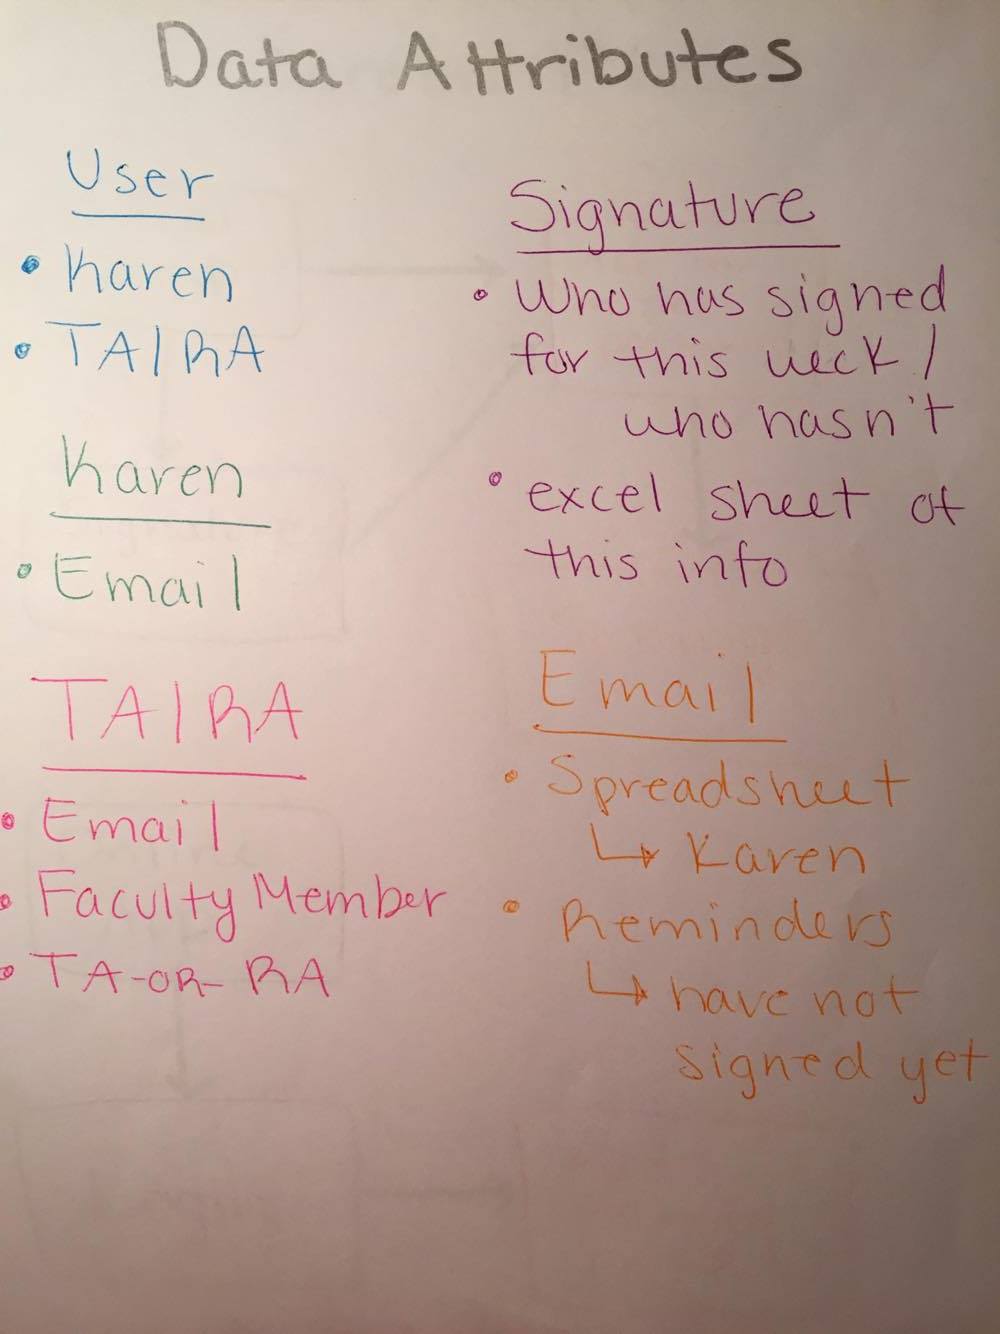 Data Attributes
User
• Karen
• TA/RA
Karen
• Email
TA/RA
• Email
• Faculty Member
• TA-OR-RA
Signature
• Who has signed
for this week/
who hasn't
• excel sheet of
this info
Email
• Spreadsheet
↳ Karen
• Reminders
↳ have not
signed yet